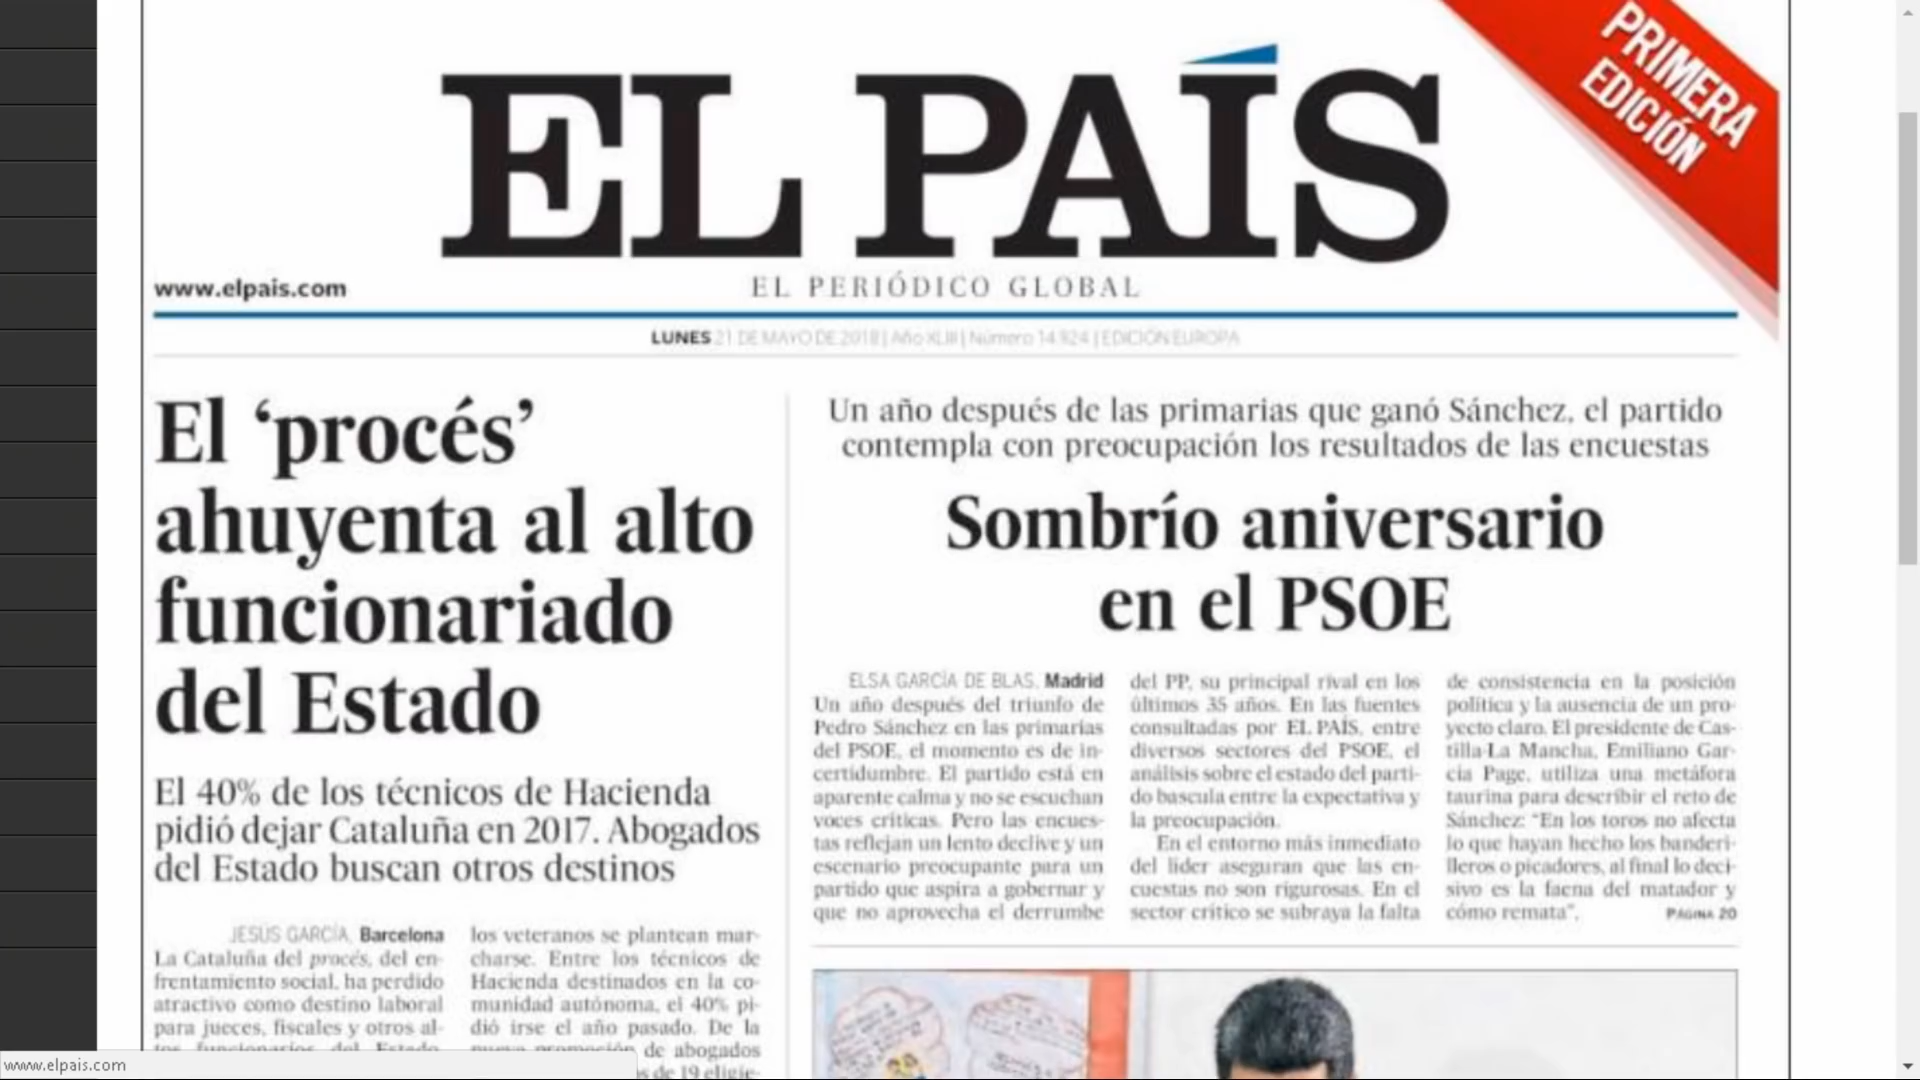 PRIMERA
EDICIÓN
EL PAÍS
www.elpais.com
EL PERIÓDICO GLOBAL
LUNES 21 DE MAYO DE 2018 | Año XLIII | Número 14.924 | EDICIÓN EUROPA
El ‘procés’
ahuyenta al alto
funcionariado
del Estado
El 40% de los técnicos de Hacienda
pidió dejar Cataluña en 2017. Abogados
del Estado buscan otros destinos
JESÚS GARCÍA, Barcelona
La Cataluña del procés, del en-
frentamiento social, ha perdido
atractivo como destino laboral
para jueces, fiscales y otros al-
tos funcionarios del Estado.
los veteranos se plantean mar-
charse. Entre los técnicos de
Hacienda destinados en la co-
munidad autónoma, el 40% pi-
dió irse el año pasado. De la
nueva promoción de abogados
de 19 eligie-
Un año después de las primarias que ganó Sánchez, el partido
contempla con preocupación los resultados de las encuestas
Sombrío aniversario
en el PSOE
ELSA GARCÍA DE BLAS, Madrid
Un año después del triunfo de
Pedro Sánchez en las primarias
del PSOE, el momento es de in-
certidumbre. El partido está en
aparente calma y no se escuchan
voces críticas. Pero las encues-
tas reflejan un lento declive y un
escenario preocupante para un
partido que aspira a gobernar y
que no aprovecha el derrumbe
del PP, su principal rival en los
últimos 35 años. En las fuentes
consultadas por EL PAÍS, entre
diversos sectores del PSOE, el
análisis sobre el estado del parti-
do bascula entre la expectativa y
la preocupación.
En el entorno más inmediato
del líder aseguran que las en-
cuestas no son rigurosas. En el
sector crítico se subraya la falta
de consistencia en la posición
política y la ausencia de un pro-
yecto claro. El presidente de Cas-
tilla-La Mancha, Emiliano Gar-
cía Page, utiliza una metáfora
taurina para describir el reto de
Sánchez: “En los toros no afecta
lo que hayan hecho los banderi-
lleros o picadores, al final lo deci-
sivo es la faena del matador y
cómo remata”. PÁGINA 20
www.elpais.com